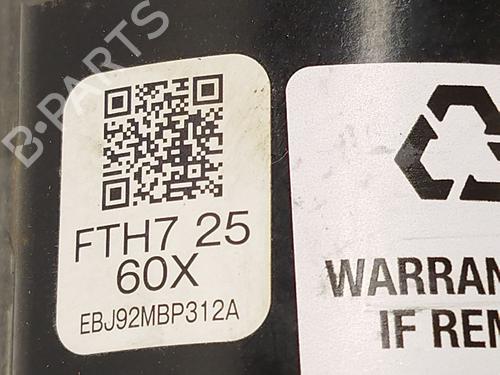 B-PARTS
FTH7 25
60X
EBJ92MBP312A
WARRAN
IF REM